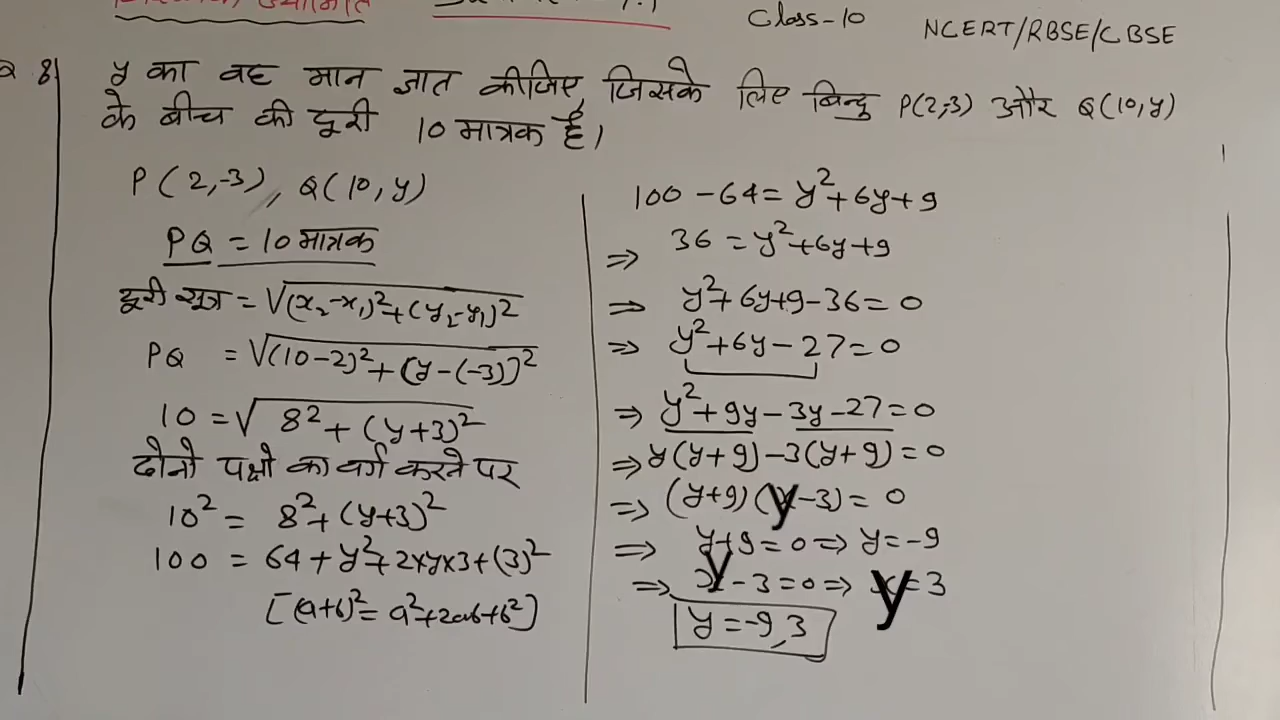 Class-10 NCERT/RBSE/CBSE
Q 8) y का वह मान ज्ञात कीजिए, जिसके लिए बिन्दु P(2,-3) और Q(10,y)
के बीच की दूरी 10 मात्रक है।
P(2,-3), Q(10,y)
PQ = 10 मात्रक
दूरी सूत्र = √(x₂-x₁)²+(y₂-y₁)²
PQ = √(10-2)²+(y-(-3))²
10 = √8²+(y+3)²
दोनो पक्षो का वर्ग करने पर
10² = 8²+(y+3)²
100 = 64+y²+2×y×3+(3)²
[(a+b)²=a²+2ab+b²]
100-64=y²+6y+9
⇒ 36=y²+6y+9
⇒ y²+6y+9-36=0
⇒ y²+6y-27=0
⇒ y²+9y-3y-27=0
⇒ y(y+9)-3(y+9)=0
⇒ (y+9)(y-3)=0
⇒ y+9=0⇒y=-9
⇒ y-3=0⇒y=3
y=-9,3